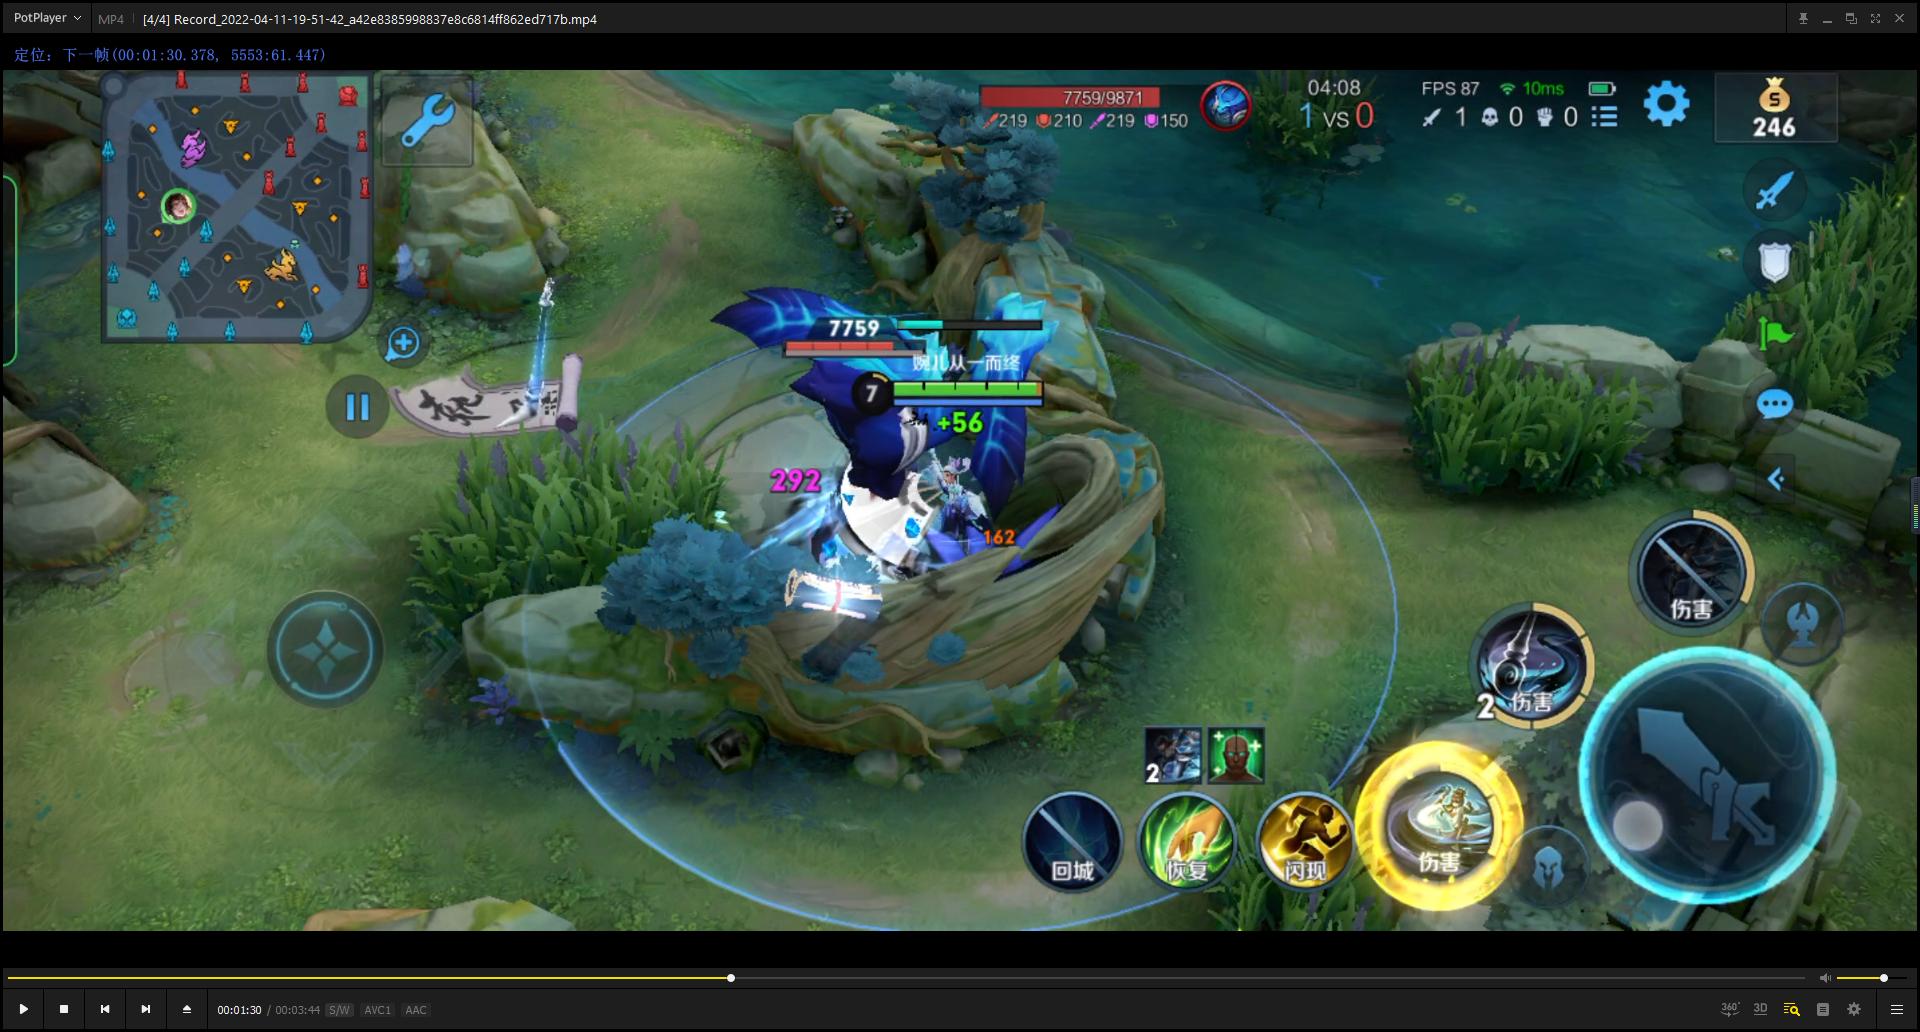 PotPlayer
MP4
[4/4] Record_2022-04-11-19-51-42_a42e8385998837e8c6814ff862ed717b.mp4
定位: 下一帧(00:01:30.378, 5553:61.447)
7759/9871
219 210 219 150
04:08
1 VS 0
FPS 87
10ms
1 0 0
246
7759
婉儿从一而终
7
+56
292
162
伤害
2
伤害
2
回城
恢复
闪现
伤害
00:01:30 / 00:03:44 S/W AVC1 AAC
360°
3D